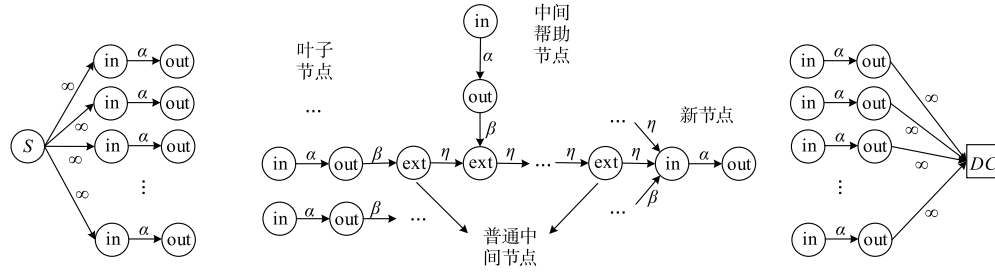 S
∞
∞
∞
∞
in α out
in α out
in α out
⋮
in α out
叶子
节点
...
in
α
out
β
中间
帮助
节点
in α out β ext η ext η ... η ext η in α out
... η
新节点
... β
in α out β ...
普通中
间节点
in α out
in α out
in α out
⋮
in α out
∞
∞
∞
∞
DC